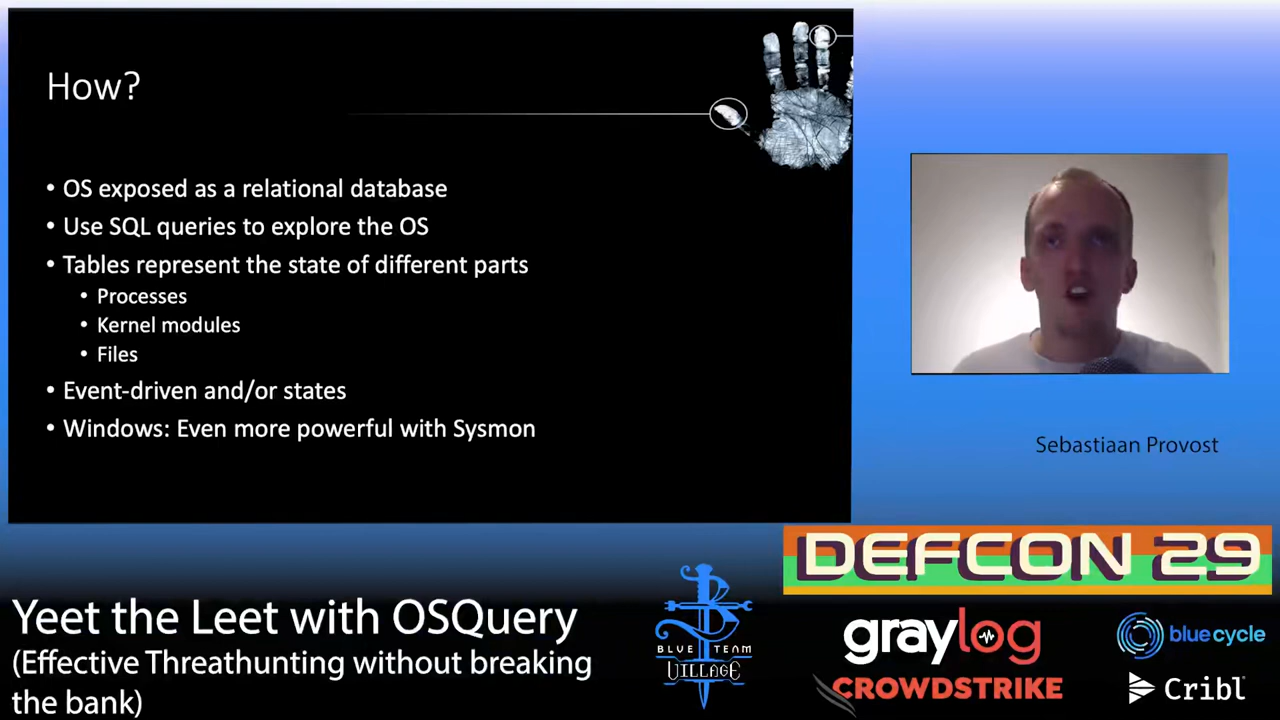 How?
• OS exposed as a relational database
• Use SQL queries to explore the OS
• Tables represent the state of different parts
• Processes
• Kernel modules
• Files
• Event-driven and/or states
• Windows: Even more powerful with Sysmon
Sebastiaan Provost
DEFCON 29
Yeet the Leet with OSQuery
(Effective Threathunting without breaking
the bank)
BLUE TEAM
VILLAGE
graylog
CROWDSTRIKE
bluecycle
Cribl